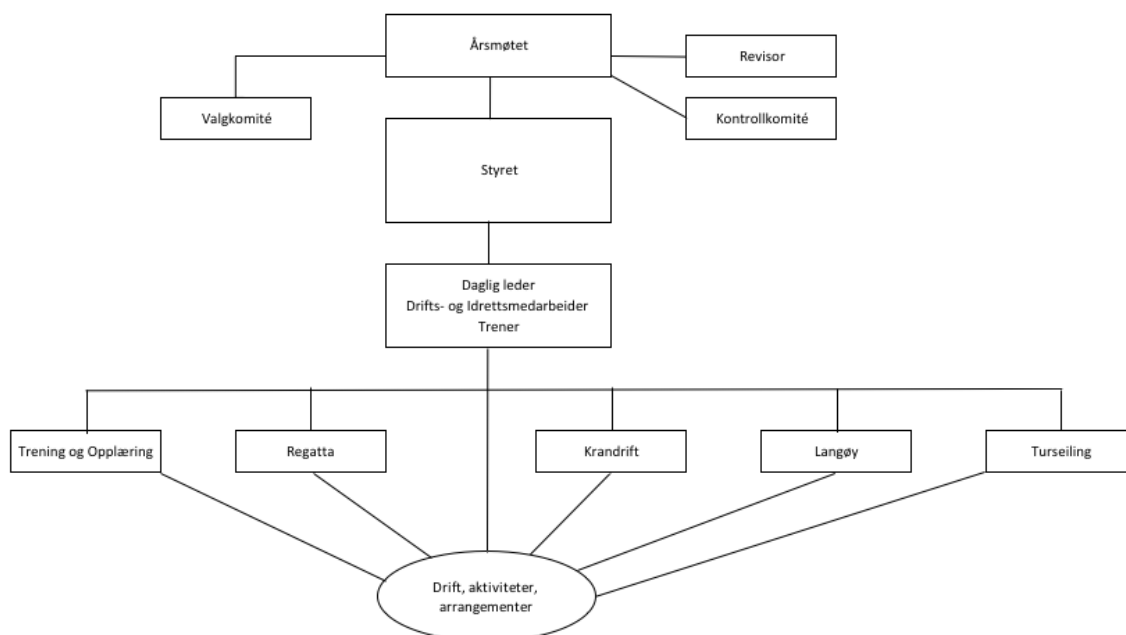 Årsmøtet
Revisor
Valgkomité
Kontrollkomité
Styret
Daglig leder
Drifts- og Idrettsmedarbeider
Trener
Trening og Opplæring
Regatta
Krandrift
Langøy
Turseiling
Drift, aktiviteter,
arrangementer